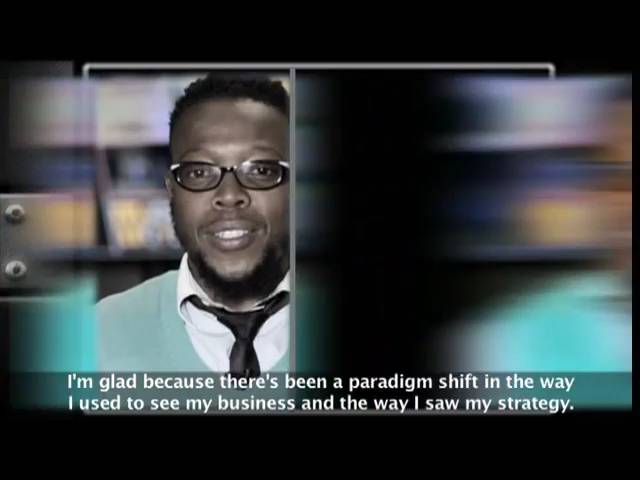 I'm glad because there's been a paradigm shift in the way
I used to see my business and the way I saw my strategy.